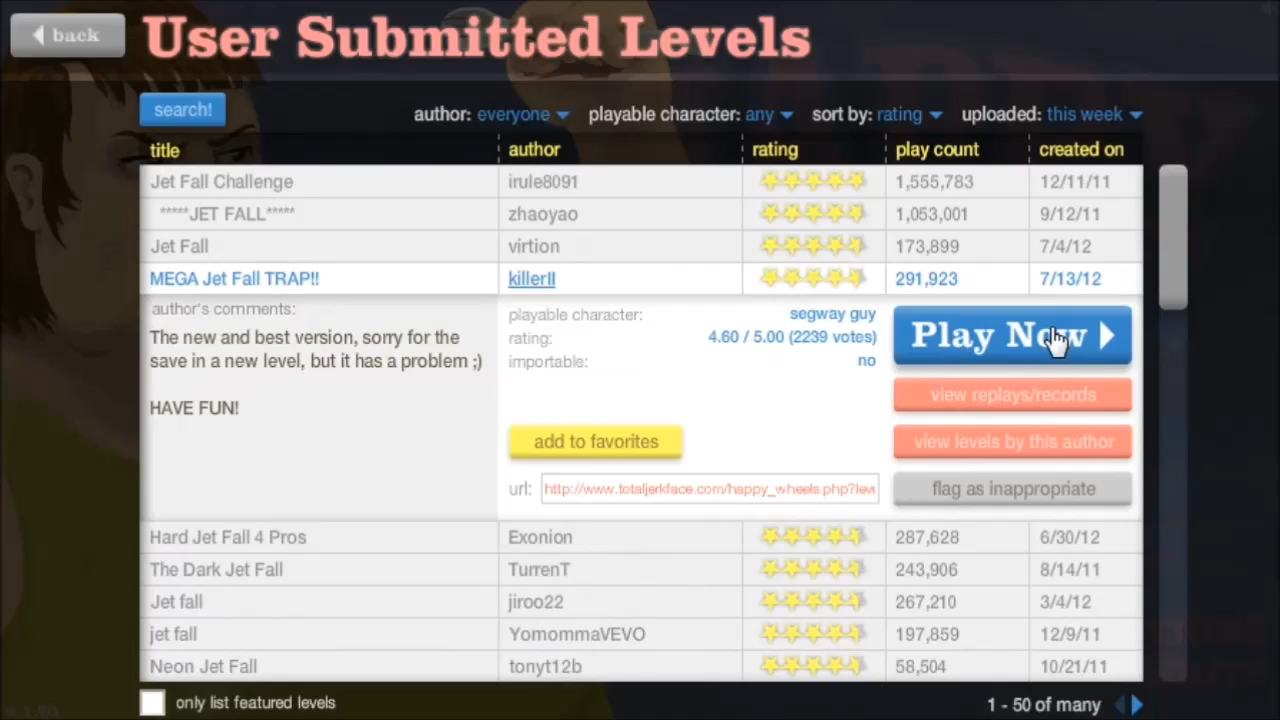 back
User Submitted Levels
search!
author: everyone
playable character: any
sort by: rating
uploaded: this week
title author rating play count created on
Jet Fall Challenge irule8091 1,555,783 12/11/11
*****JET FALL***** zhaoyao 1,053,001 9/12/11
Jet Fall virtion 173,899 7/4/12
MEGA Jet Fall TRAP!! killerII 291,923 7/13/12
author's comments:
The new and best version, sorry for the
save in a new level, but it has a problem ;)
HAVE FUN!
playable character: segway guy
rating: 4.60 / 5.00 (2239 votes)
importable: no
add to favorites
url: http://www.totaljerkface.com/happy_wheels.php?lev
Play Now
view replays/records
view levels by this author
flag as inappropriate
Hard Jet Fall 4 Pros Exonion 287,628 6/30/12
The Dark Jet Fall TurrenT 243,906 8/14/11
Jet fall jiroo22 267,210 3/4/12
jet fall YomommaVEVO 197,859 12/9/11
Neon Jet Fall tonyt12b 58,504 10/21/11
only list featured levels
1 - 50 of many